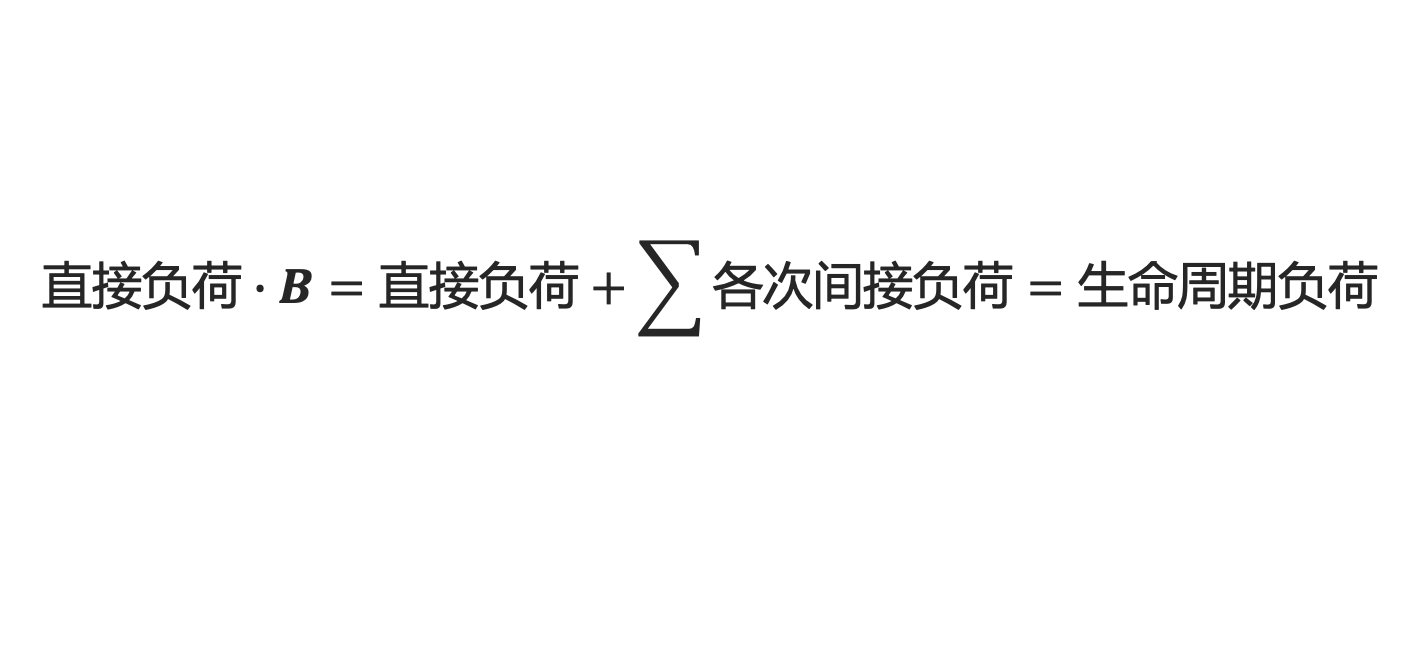 直接负荷 · B = 直接负荷 + ∑ 各次间接负荷 = 生命周期负荷